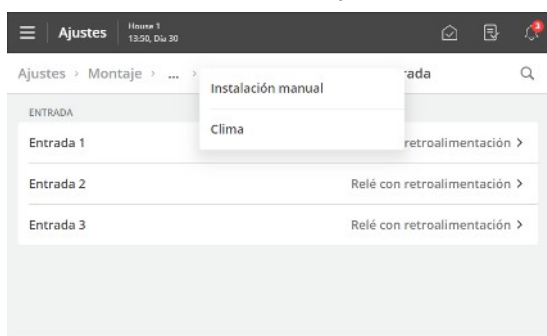 Ajustes
House 1
13:50, Día 30
3
Ajustes > Montaje > ... >
Instalación manual
Clima
ENTRADA
Entrada 1
retroalimentación >
Entrada 2
Relé con retroalimentación >
Entrada 3
Relé con retroalimentación >